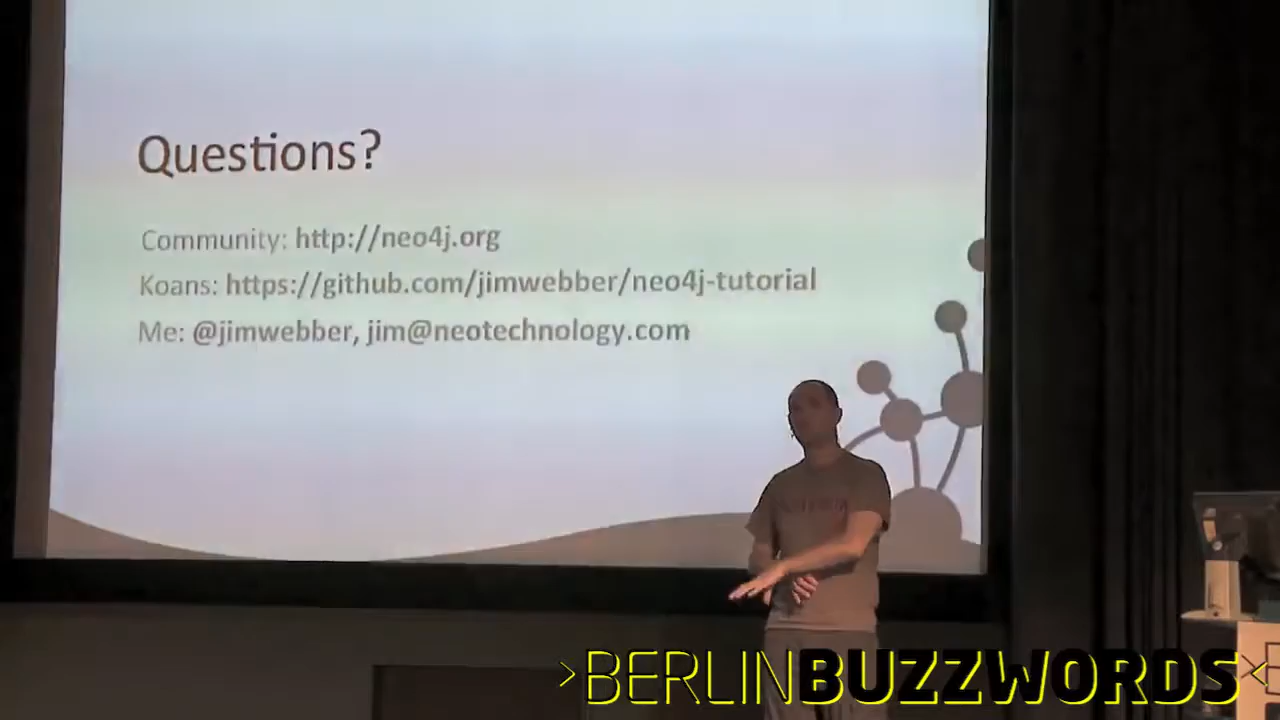 Questions?
Community: http://neo4j.org
Koans: https://github.com/jimwebber/neo4j-tutorial
Me: @jimwebber, jim@neotechnology.com
>BERLINBUZZWORDS<